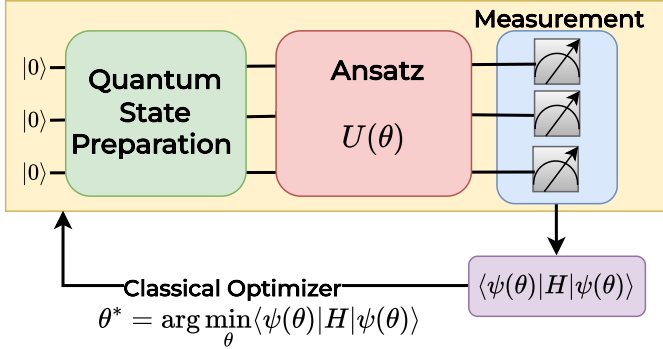 Measurement
|0⟩
|0⟩
|0⟩
Quantum
State
Preparation
Ansatz
U(θ)
⟨ψ(θ)|H|ψ(θ)⟩
Classical Optimizer
θ* = arg min⟨ψ(θ)|H|ψ(θ)⟩
θ